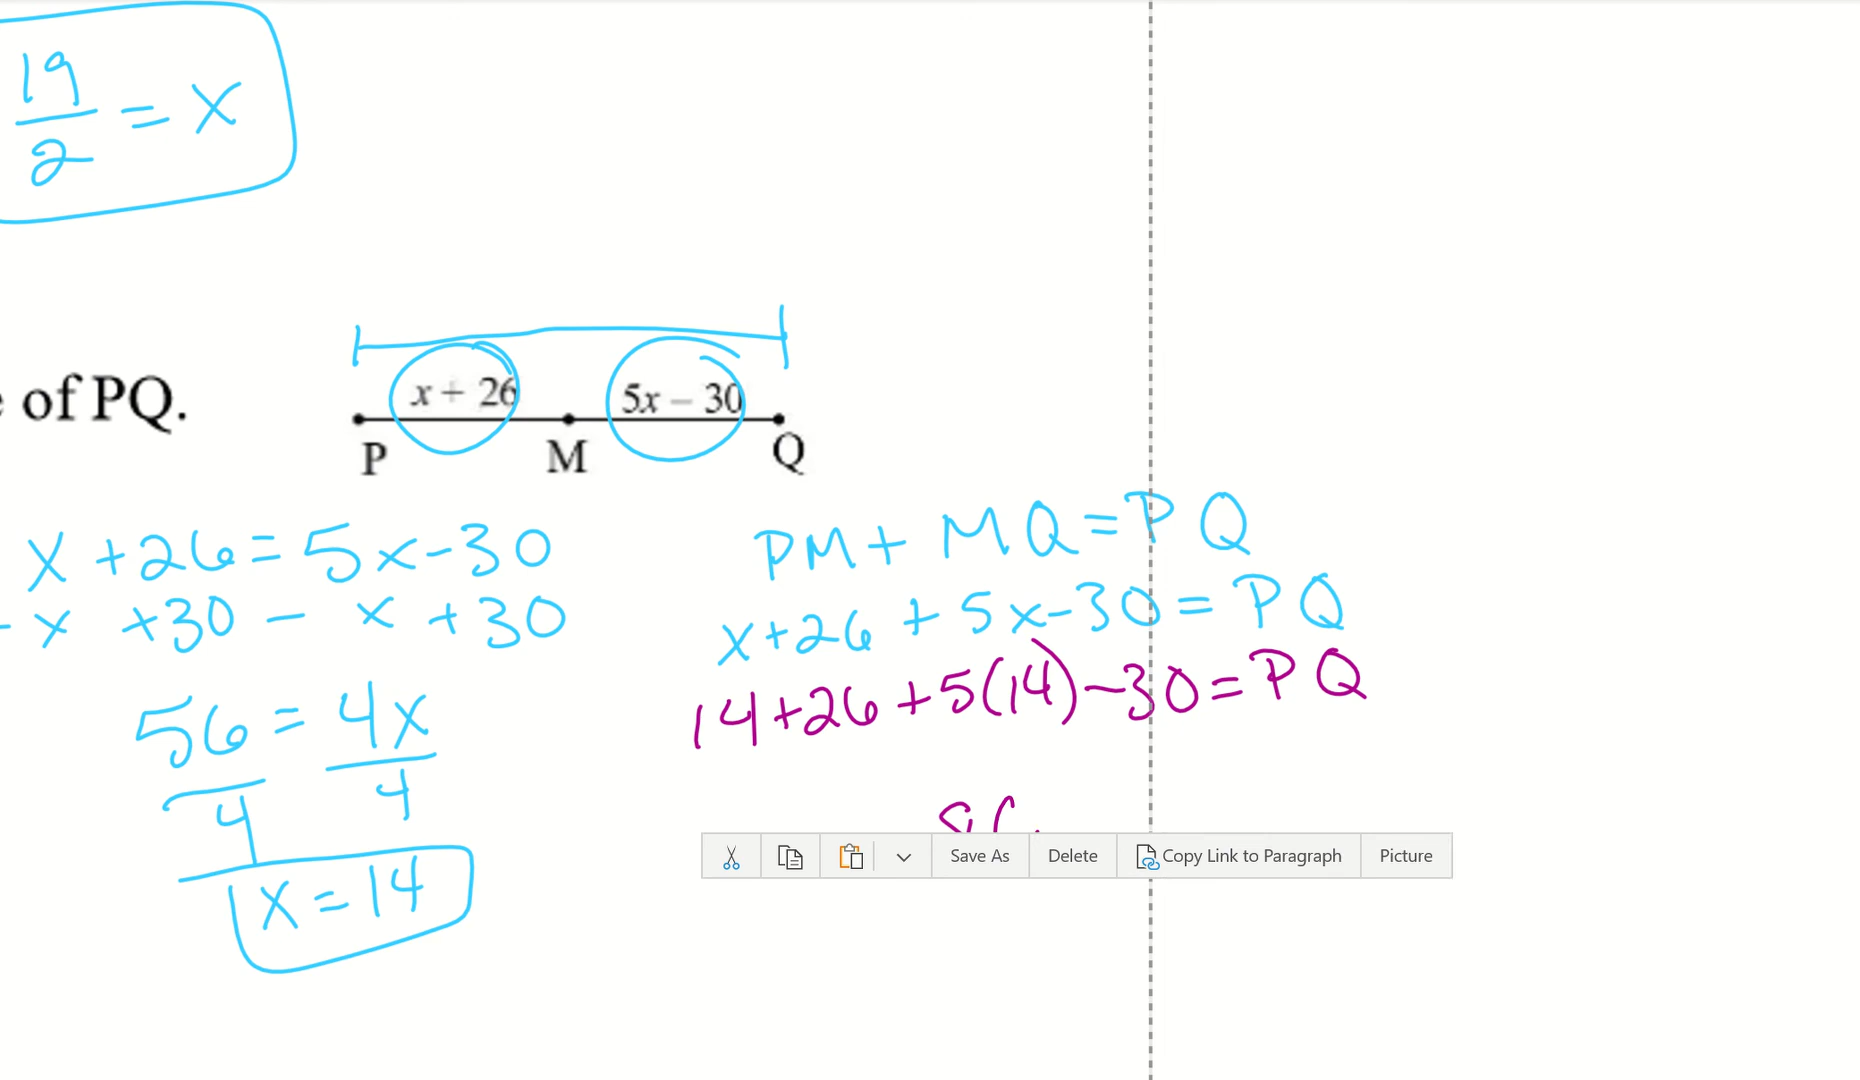 19/2 = x
of PQ.
x + 26 5x – 30
P M Q
x +26 = 5x-30
PM + MQ = PQ
- x +30 - x +30
x+26 + 5x-30 = PQ
14+26 +5(14)-30 = PQ
56/4 = 4x/4
Save As Delete Copy Link to Paragraph Picture
x = 14